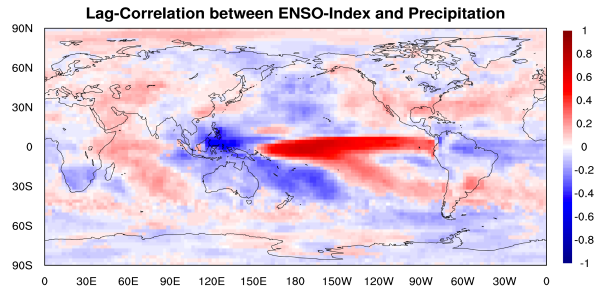 Lag-Correlation between ENSO-Index and Precipitation
90N
60N
30N
0
30S
60S
90S
0 30E 60E 90E 120E 150E 180 150W 120W 90W 60W 30W 0
1
0.8
0.6
0.4
0.2
0
-0.2
-0.4
-0.6
-0.8
-1